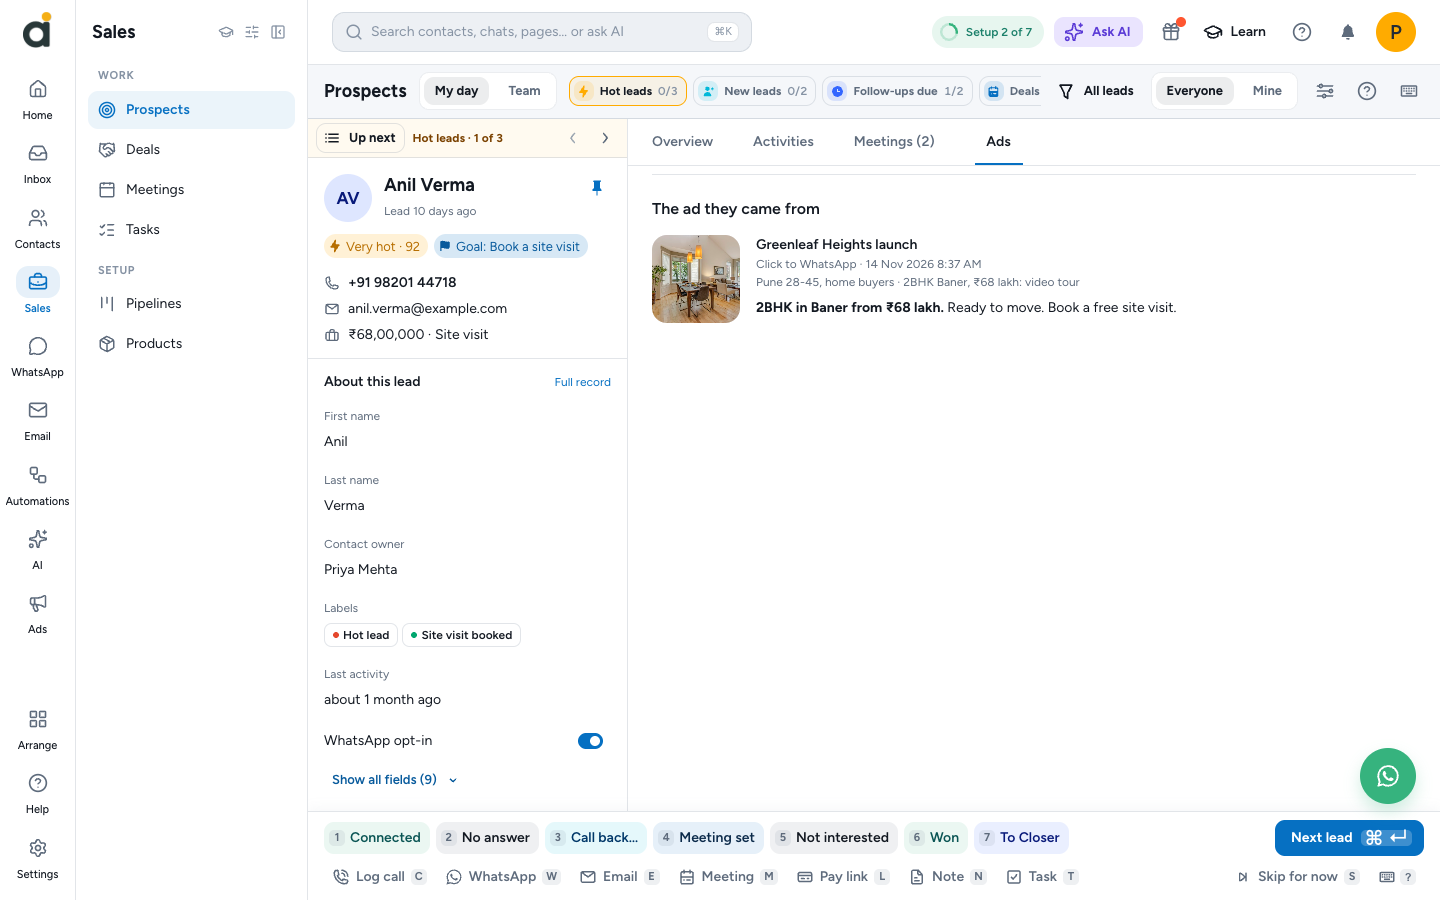 Sales
Search contacts, chats, pages... or ask AI
⌘K
Setup 2 of 7
Ask AI
Learn
P
Home
Inbox
Contacts
Sales
WhatsApp
Email
Automations
AI
Ads
Arrange
Help
Settings
WORK
Prospects
Deals
Meetings
Tasks
SETUP
Pipelines
Products
Prospects
My day
Team
Hot leads 0/3
New leads 0/2
Follow-ups due 1/2
Deals
All leads
Everyone
Mine
Up next
Hot leads · 1 of 3
AV
Anil Verma
Lead 10 days ago
Very hot · 92
Goal: Book a site visit
+91 98201 44718
anil.verma@example.com
₹68,00,000 · Site visit
About this lead
Full record
First name
Anil
Last name
Verma
Contact owner
Priya Mehta
Labels
Hot lead
Site visit booked
Last activity
about 1 month ago
WhatsApp opt-in
Show all fields (9)
Overview
Activities
Meetings (2)
Ads
The ad they came from
Greenleaf Heights launch
Click to WhatsApp · 14 Nov 2026 8:37 AM
Pune 28-45, home buyers · 2BHK Baner, ₹68 lakh: video tour
2BHK in Baner from ₹68 lakh. Ready to move. Book a free site visit.
1 Connected
2 No answer
3 Call back...
4 Meeting set
5 Not interested
6 Won
7 To Closer
Next lead ⌘ ↵
Log call C
WhatsApp W
Email E
Meeting M
Pay link L
Note N
Task T
Skip for now S
?